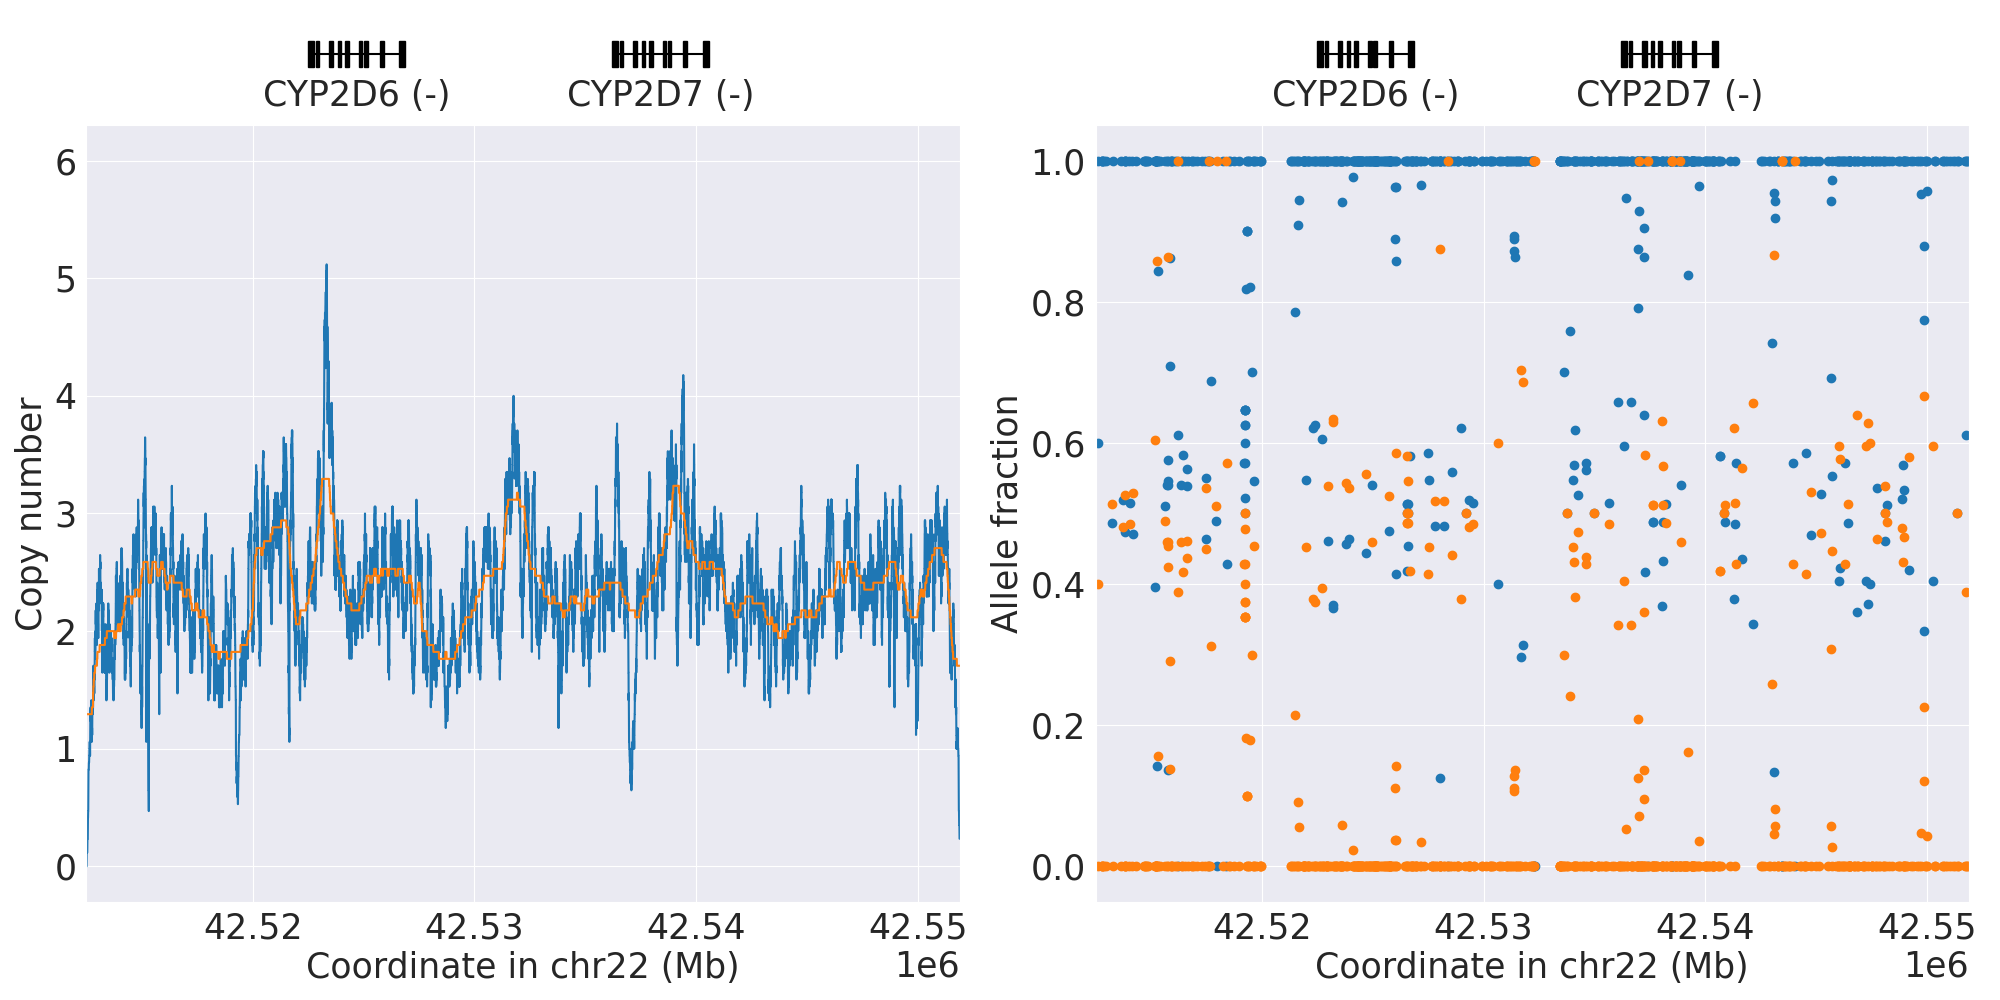 CYP2D6 (-) CYP2D7 (-)
CYP2D6 (-) CYP2D7 (-)
Copy number
6
5
4
3
2
1
0
42.52 42.53 42.54 42.55
Coordinate in chr22 (Mb) 1e6
Allele fraction
1.0
0.8
0.6
0.4
0.2
0.0
42.52 42.53 42.54 42.55
Coordinate in chr22 (Mb) 1e6